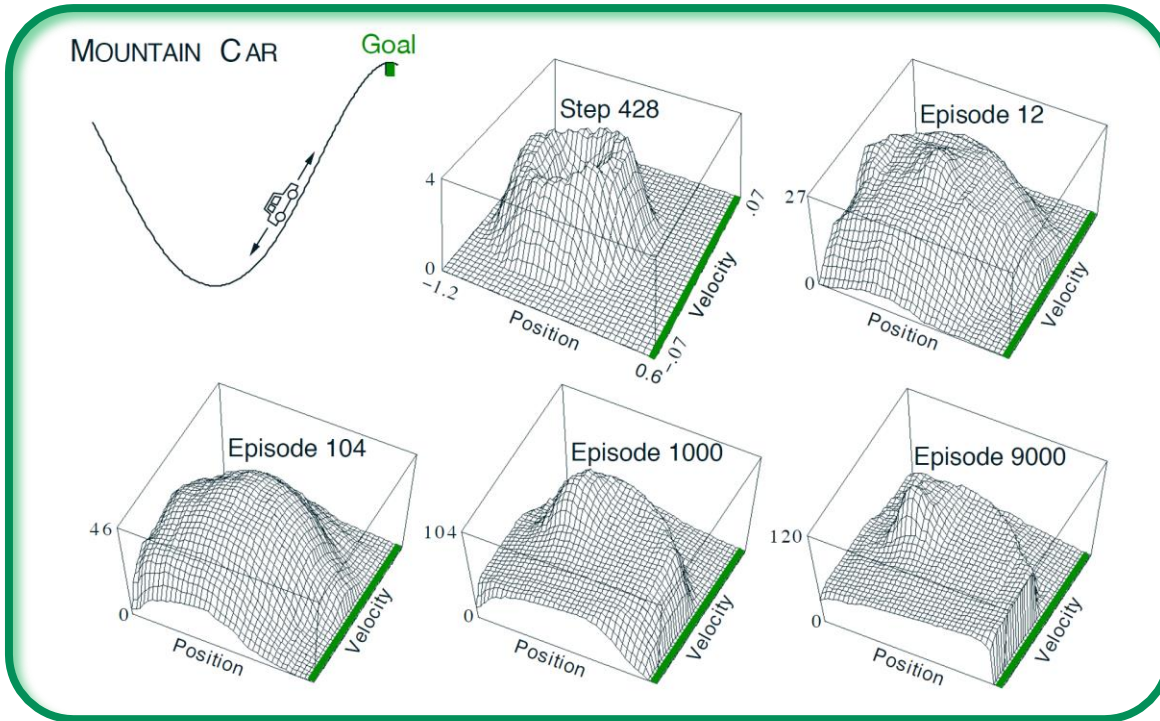 MOUNTAIN CAR
Goal
Step 428
4
0
-1.2
Position
0.6
-.07
Velocity
.07
Episode 12
27
0
Position
Velocity
Episode 104
46
0
Position
Velocity
Episode 1000
104
0
Position
Velocity
Episode 9000
120
0
Position
Velocity